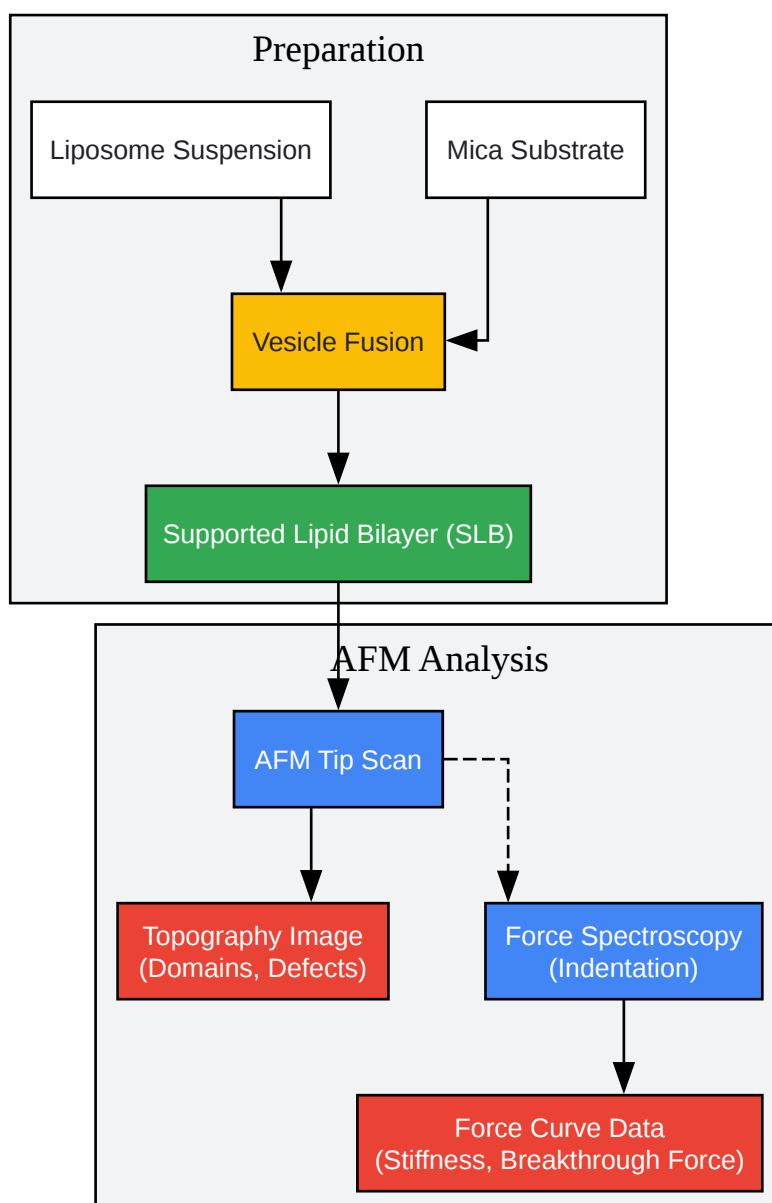 Preparation
Liposome Suspension
Mica Substrate
Vesicle Fusion
Supported Lipid Bilayer (SLB)
AFM Analysis
AFM Tip Scan
Topography Image
(Domains, Defects)
Force Spectroscopy
(Indentation)
Force Curve Data
(Stiffness, Breakthrough Force)